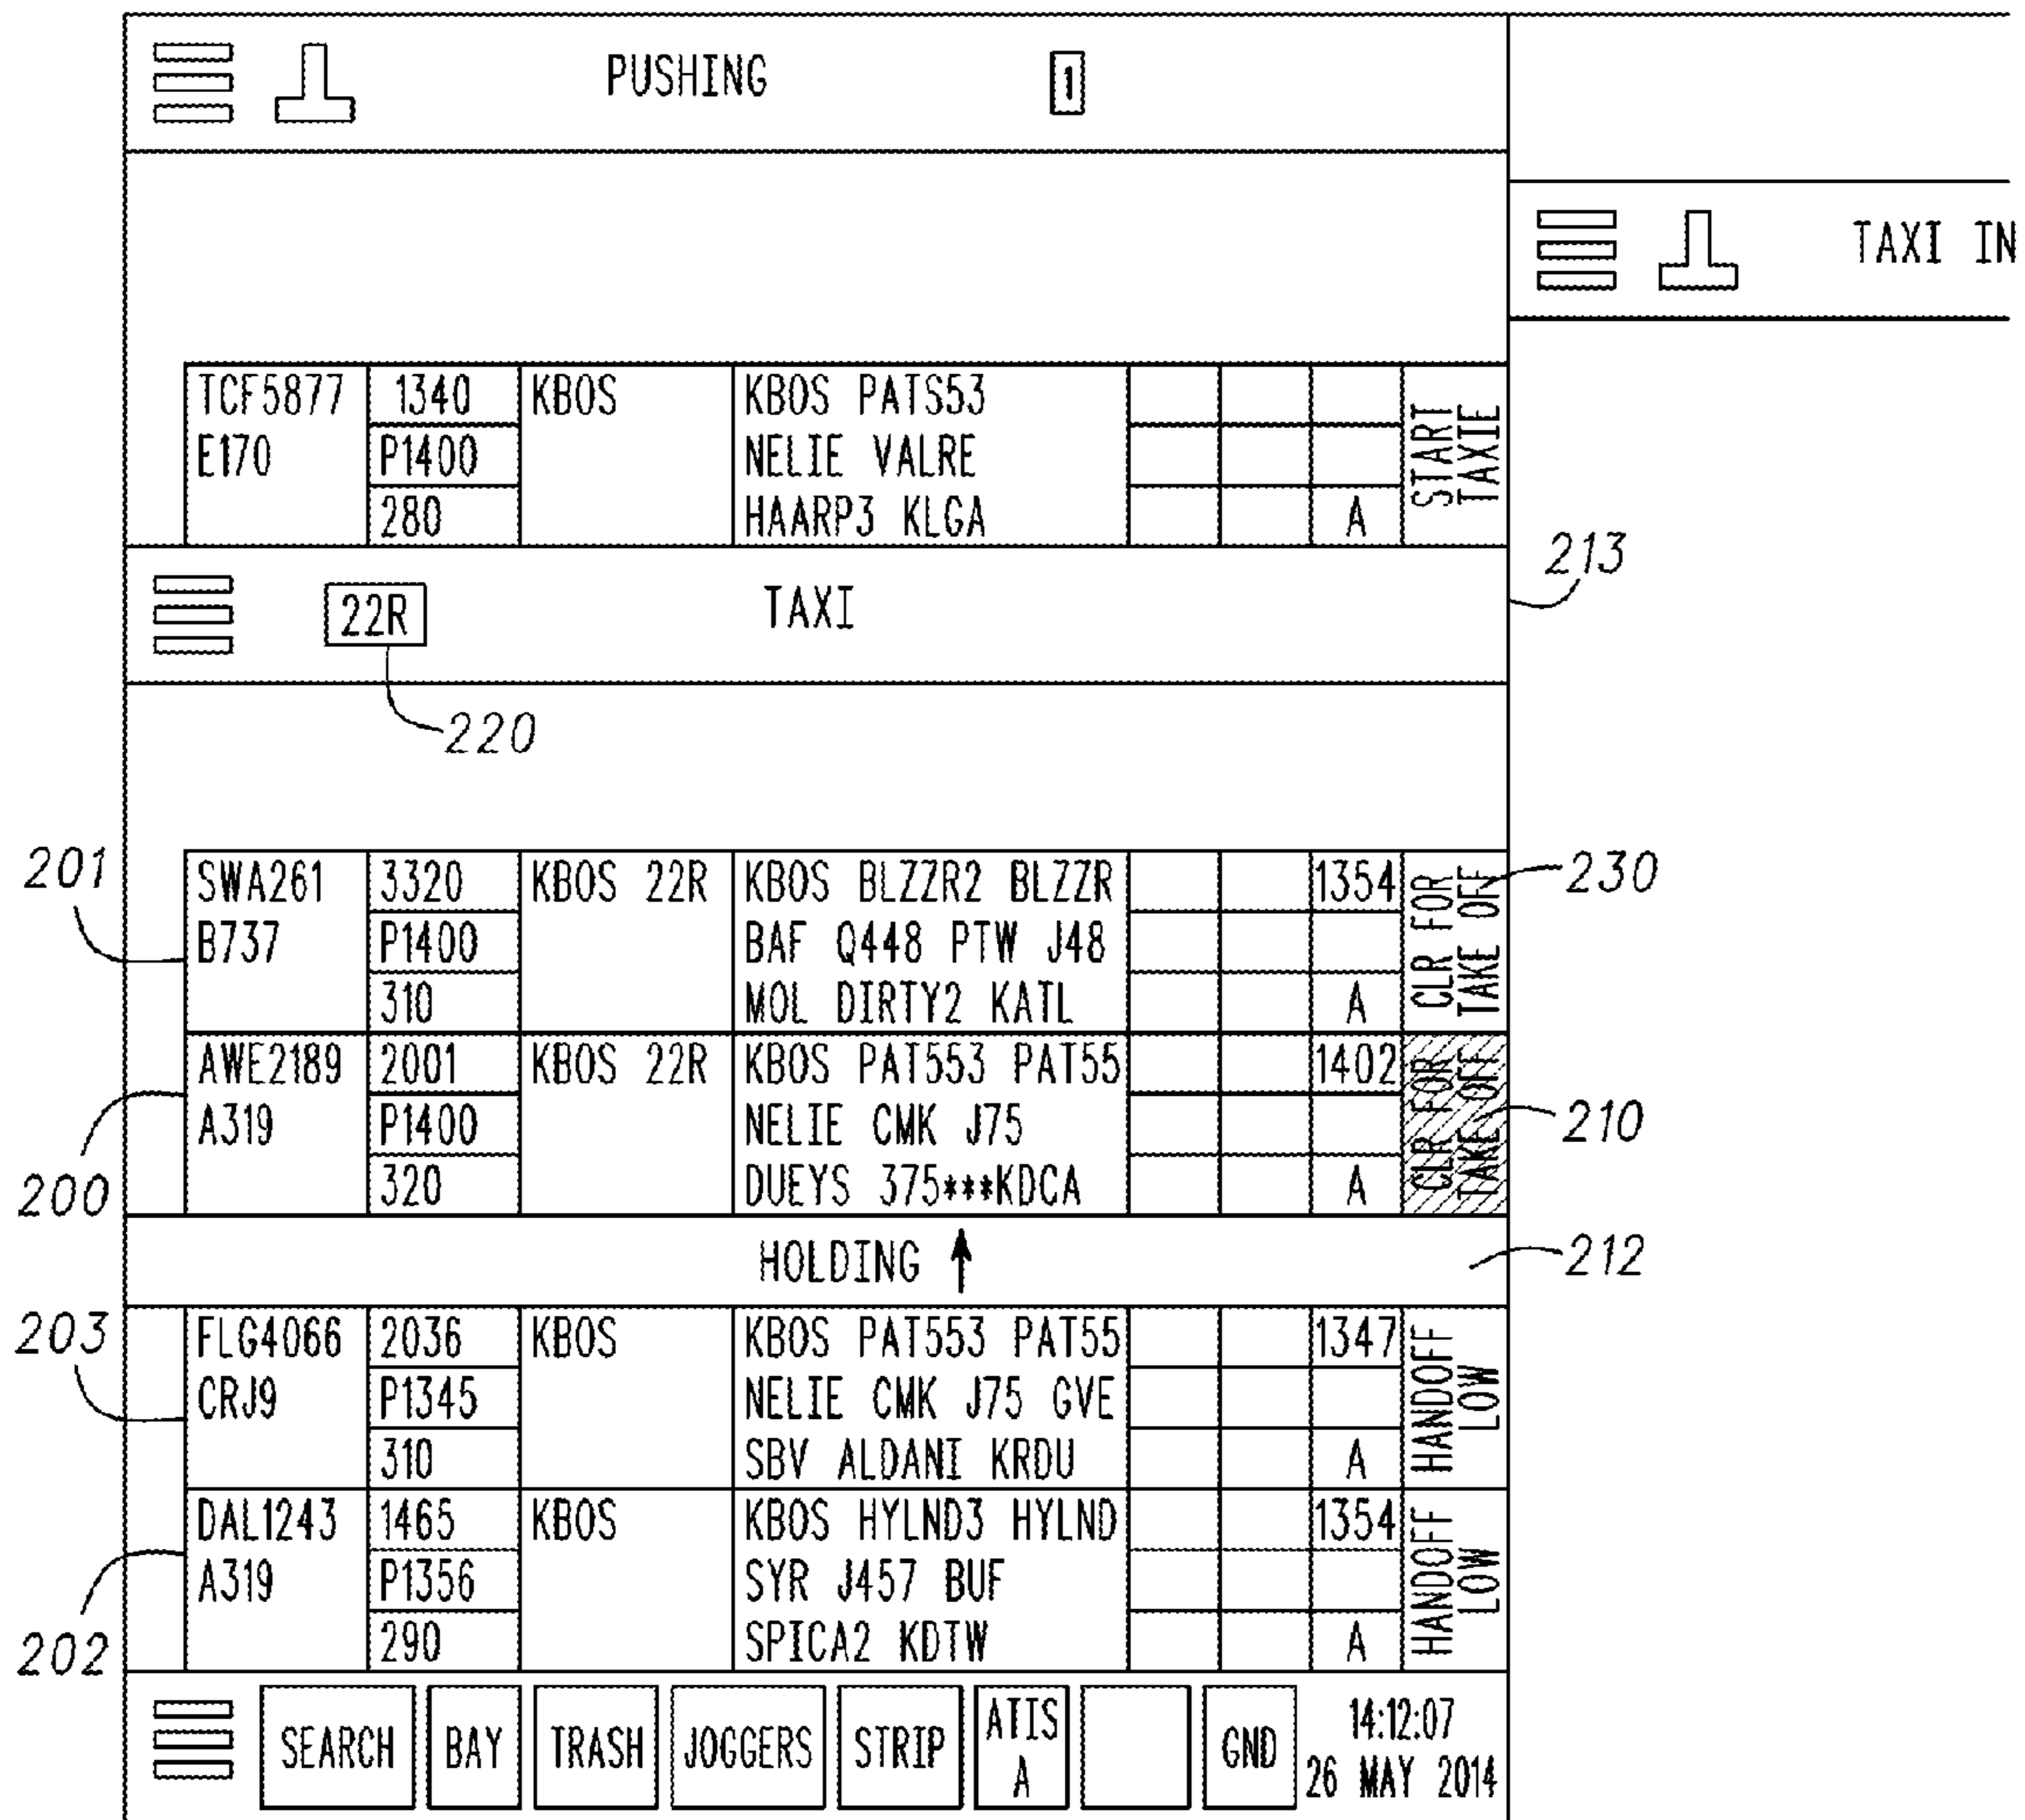 PUSHING 1
TAXI IN
TCF5877 1340 KBOS KBOS PATS53
E170 P1400 NELIE VALRE
280 HAARP3 KLGA A
START TAXIE
213
22R TAXI
220
201
SWA261 3320 KBOS 22R KBOS BLZZR2 BLZZR 1354
B737 P1400 BAF Q448 PTW J48
310 MOL DIRTY2 KATL A
CLR FOR TAKE OFF
230
AWE2189 2001 KBOS 22R KBOS PAT553 PAT55 1402
A319 P1400 NELIE CMK J75
320 DUEYS 375***KDCA A
CLR FOR TAKE OFF
210
200
HOLDING ↑
212
203
FLG4066 2036 KBOS KBOS PAT553 PAT55 1347
CRJ9 P1345 NELIE CMK J75 GVE
310 SBV ALDANI KRDU A
HANDOFF LOW
DAL1243 1465 KBOS KBOS HYLND3 HYLND 1354
A319 P1356 SYR J457 BUF
290 SPICA2 KDTW A
HANDOFF LOW
202
SEARCH BAY TRASH JOGGERS STRIP ATIS A GND 14:12:07
26 MAY 2014